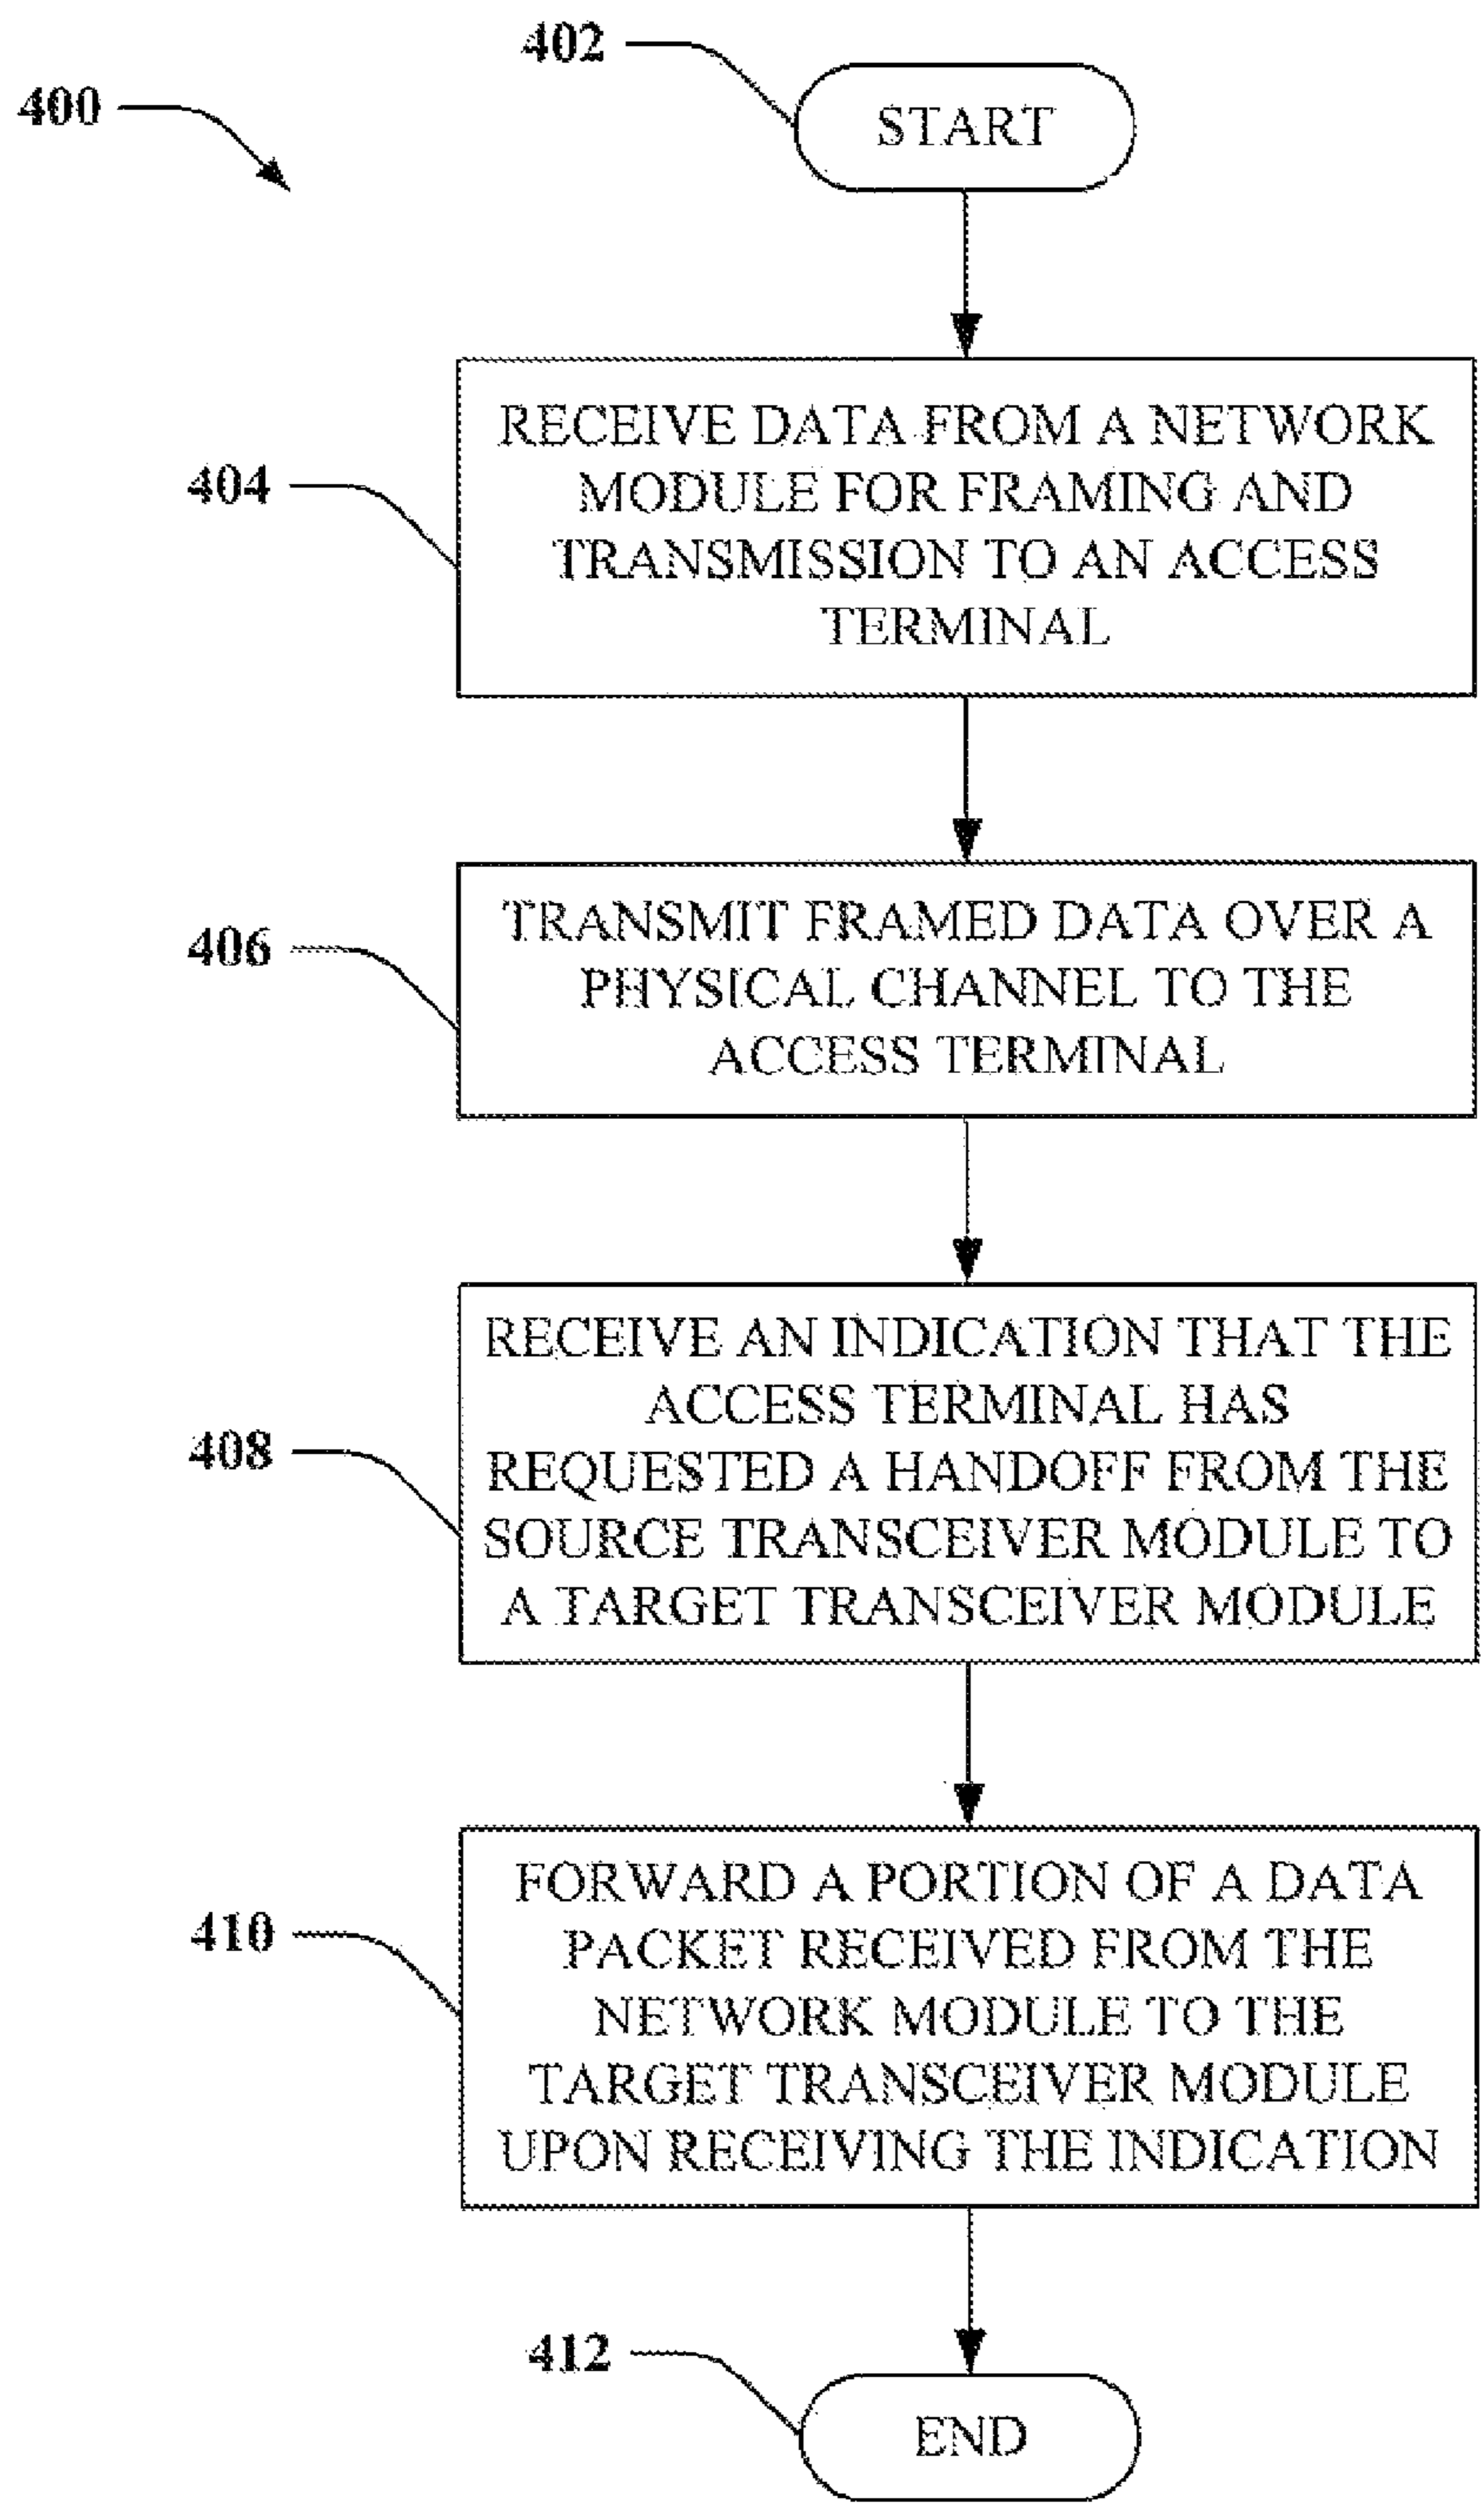 402
START
400
RECEIVE DATA FROM A NETWORK
MODULE FOR FRAMING AND
TRANSMISSION TO AN ACCESS
TERMINAL
404
TRANSMIT FRAMED DATA OVER A
PHYSICAL CHANNEL TO THE
ACCESS TERMINAL
406
RECEIVE AN INDICATION THAT THE
ACCESS TERMINAL HAS
REQUESTED A HANDOFF FROM THE
SOURCE TRANSCEIVER MODULE TO
A TARGET TRANSCEIVER MODULE
408
FORWARD A PORTION OF A DATA
PACKET RECEIVED FROM THE
NETWORK MODULE TO THE
TARGET TRANSCEIVER MODULE
UPON RECEIVING THE INDICATION
410
412
END